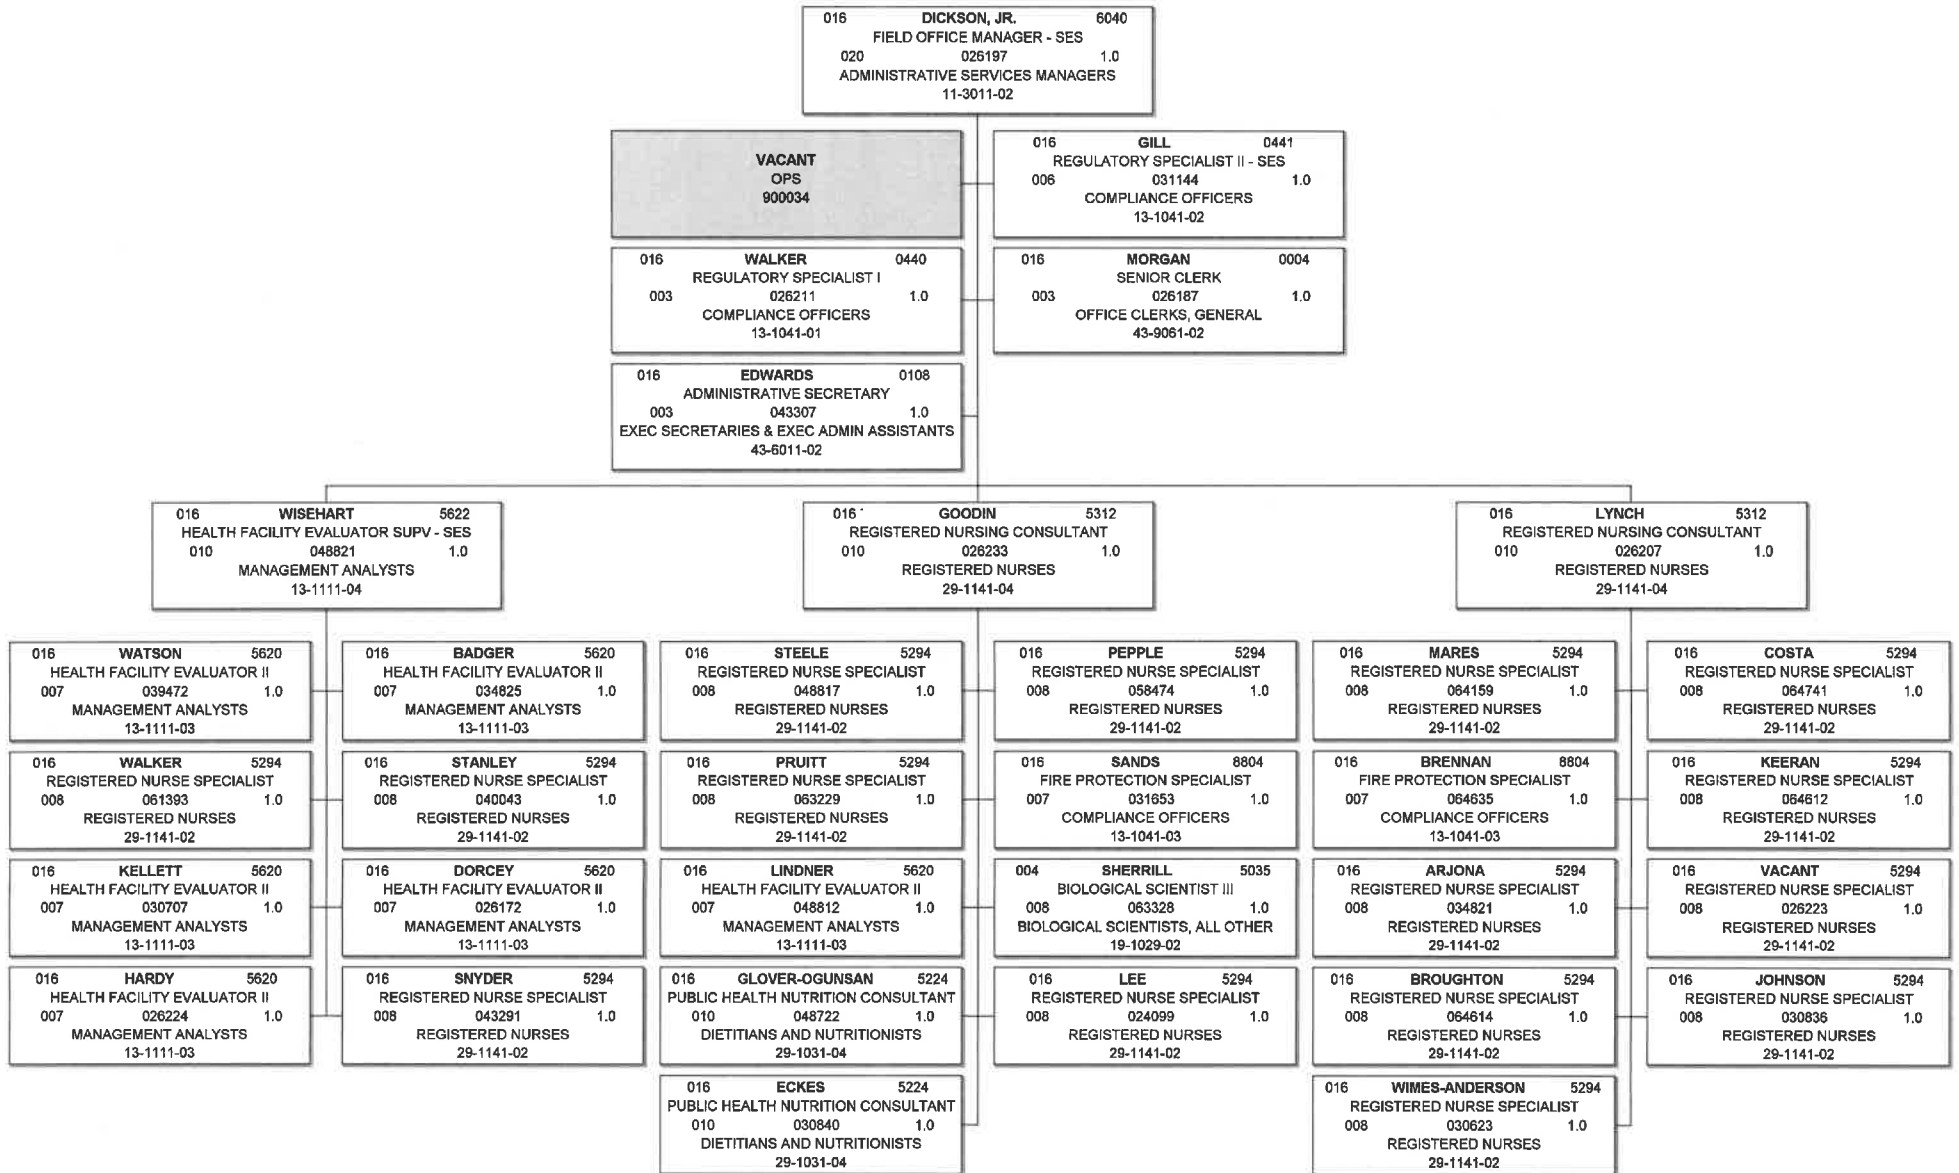 016 DICKSON, JR. 6040
FIELD OFFICE MANAGER - SES
020 026197 1.0
ADMINISTRATIVE SERVICES MANAGERS
11-3011-02
VACANT
OPS
900034
016 GILL 0441
REGULATORY SPECIALIST II - SES
006 031144 1.0
COMPLIANCE OFFICERS
13-1041-02
016 WALKER 0440
REGULATORY SPECIALIST I
003 026211 1.0
COMPLIANCE OFFICERS
13-1041-01
016 MORGAN 0004
SENIOR CLERK
003 026187 1.0
OFFICE CLERKS, GENERAL
43-9061-02
016 EDWARDS 0108
ADMINISTRATIVE SECRETARY
003 043307 1.0
EXEC SECRETARIES & EXEC ADMIN ASSISTANTS
43-6011-02
016 WISEHART 5622
HEALTH FACILITY EVALUATOR SUPV - SES
010 048821 1.0
MANAGEMENT ANALYSTS
13-1111-04
016 GOODIN 5312
REGISTERED NURSING CONSULTANT
010 026233 1.0
REGISTERED NURSES
29-1141-04
016 LYNCH 5312
REGISTERED NURSING CONSULTANT
010 026207 1.0
REGISTERED NURSES
29-1141-04
016 WATSON 5620
HEALTH FACILITY EVALUATOR II
007 039472 1.0
MANAGEMENT ANALYSTS
13-1111-03
016 BADGER 5620
HEALTH FACILITY EVALUATOR II
007 034825 1.0
MANAGEMENT ANALYSTS
13-1111-03
016 WALKER 5294
REGISTERED NURSE SPECIALIST
008 061393 1.0
REGISTERED NURSES
29-1141-02
016 STANLEY 5294
REGISTERED NURSE SPECIALIST
008 040043 1.0
REGISTERED NURSES
29-1141-02
016 KELLETT 5620
HEALTH FACILITY EVALUATOR II
007 030707 1.0
MANAGEMENT ANALYSTS
13-1111-03
016 DORCEY 5620
HEALTH FACILITY EVALUATOR II
007 026172 1.0
MANAGEMENT ANALYSTS
13-1111-03
016 HARDY 5620
HEALTH FACILITY EVALUATOR II
007 026224 1.0
MANAGEMENT ANALYSTS
13-1111-03
016 SNYDER 5294
REGISTERED NURSE SPECIALIST
008 043291 1.0
REGISTERED NURSES
29-1141-02
016 STEELE 5294
REGISTERED NURSE SPECIALIST
008 048817 1.0
REGISTERED NURSES
29-1141-02
016 PEPPLE 5294
REGISTERED NURSE SPECIALIST
008 058474 1.0
REGISTERED NURSES
29-1141-02
016 PRUITT 5294
REGISTERED NURSE SPECIALIST
008 063229 1.0
REGISTERED NURSES
29-1141-02
016 SANDS 8804
FIRE PROTECTION SPECIALIST
007 031653 1.0
COMPLIANCE OFFICERS
13-1041-03
016 LINDNER 5620
HEALTH FACILITY EVALUATOR II
007 048812 1.0
MANAGEMENT ANALYSTS
13-1111-03
004 SHERRILL 5035
BIOLOGICAL SCIENTIST III
008 063328 1.0
BIOLOGICAL SCIENTISTS, ALL OTHER
19-1029-02
016 GLOVER-OGUNSAN 5224
PUBLIC HEALTH NUTRITION CONSULTANT
010 048722 1.0
DIETITIANS AND NUTRITIONISTS
29-1031-04
016 LEE 5294
REGISTERED NURSE SPECIALIST
008 024099 1.0
REGISTERED NURSES
29-1141-02
016 ECKES 5224
PUBLIC HEALTH NUTRITION CONSULTANT
010 030840 1.0
DIETITIANS AND NUTRITIONISTS
29-1031-04
016 MARES 5294
REGISTERED NURSE SPECIALIST
008 064159 1.0
REGISTERED NURSES
29-1141-02
016 COSTA 5294
REGISTERED NURSE SPECIALIST
008 064741 1.0
REGISTERED NURSES
29-1141-02
016 BRENNAN 8804
FIRE PROTECTION SPECIALIST
007 064635 1.0
COMPLIANCE OFFICERS
13-1041-03
016 KEERAN 5294
REGISTERED NURSE SPECIALIST
008 064612 1.0
REGISTERED NURSES
29-1141-02
016 ARJONA 5294
REGISTERED NURSE SPECIALIST
008 034821 1.0
REGISTERED NURSES
29-1141-02
016 VACANT 5294
REGISTERED NURSE SPECIALIST
008 026223 1.0
REGISTERED NURSES
29-1141-02
016 BROUGHTON 5294
REGISTERED NURSE SPECIALIST
008 064614 1.0
REGISTERED NURSES
29-1141-02
016 JOHNSON 5294
REGISTERED NURSE SPECIALIST
008 030836 1.0
REGISTERED NURSES
29-1141-02
016 WIMES-ANDERSON 5294
REGISTERED NURSE SPECIALIST
008 030623 1.0
REGISTERED NURSES
29-1141-02